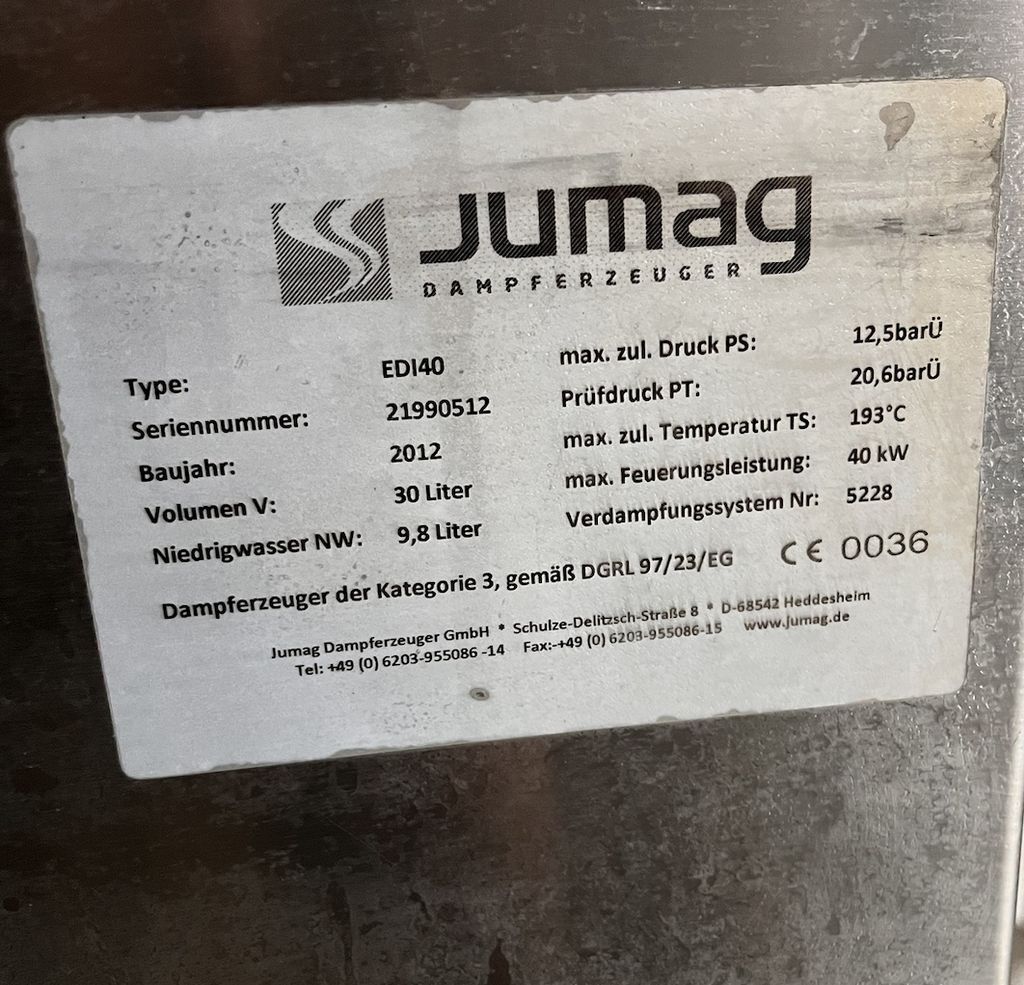 Jumag
DAMPFERZEUGER
Type: EDI40
Seriennummer: 21990512
Baujahr: 2012
Volumen V: 30 Liter
Niedrigwasser NW: 9,8 Liter
max. zul. Druck PS: 12,5barÜ
Prüfdruck PT: 20,6barÜ
max. zul. Temperatur TS: 193°C
max. Feuerungsleistung: 40 kW
Verdampfungssystem Nr: 5228
Dampferzeuger der Kategorie 3, gemäß DGRL 97/23/EG CE 0036
Jumag Dampferzeuger GmbH * Schulze-Delitzsch-Straße 8 * D-68542 Heddesheim
Tel: +49 (0) 6203-955086 -14 Fax:-+49 (0) 6203-955086-15 www.jumag.de